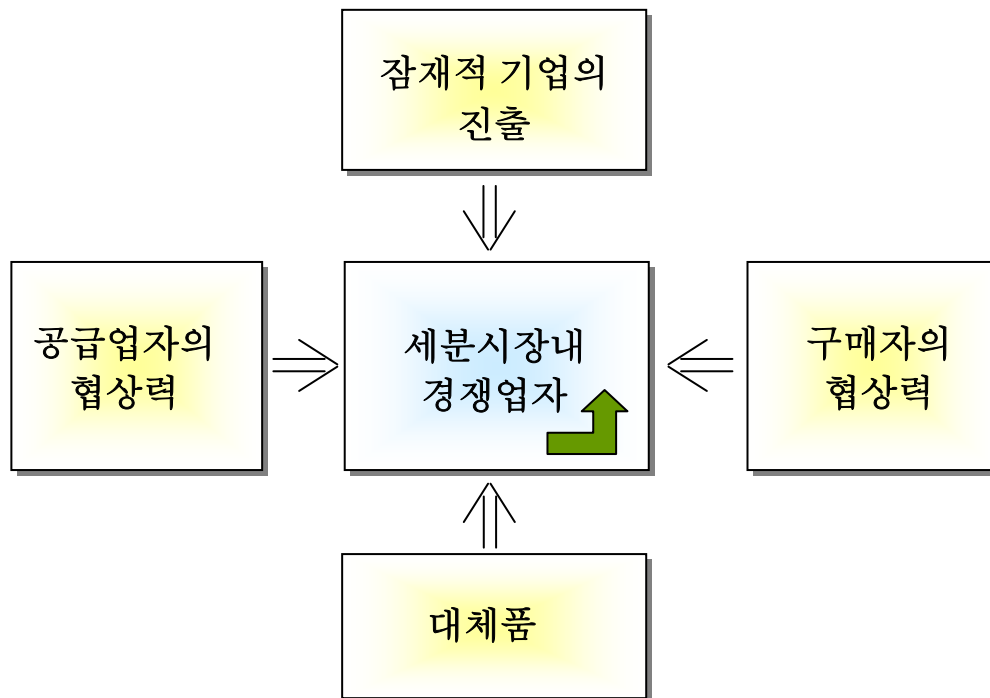 잠재적 기업의
진출
공급업자의
협상력
세분시장내
경쟁업자
구매자의
협상력
대체품